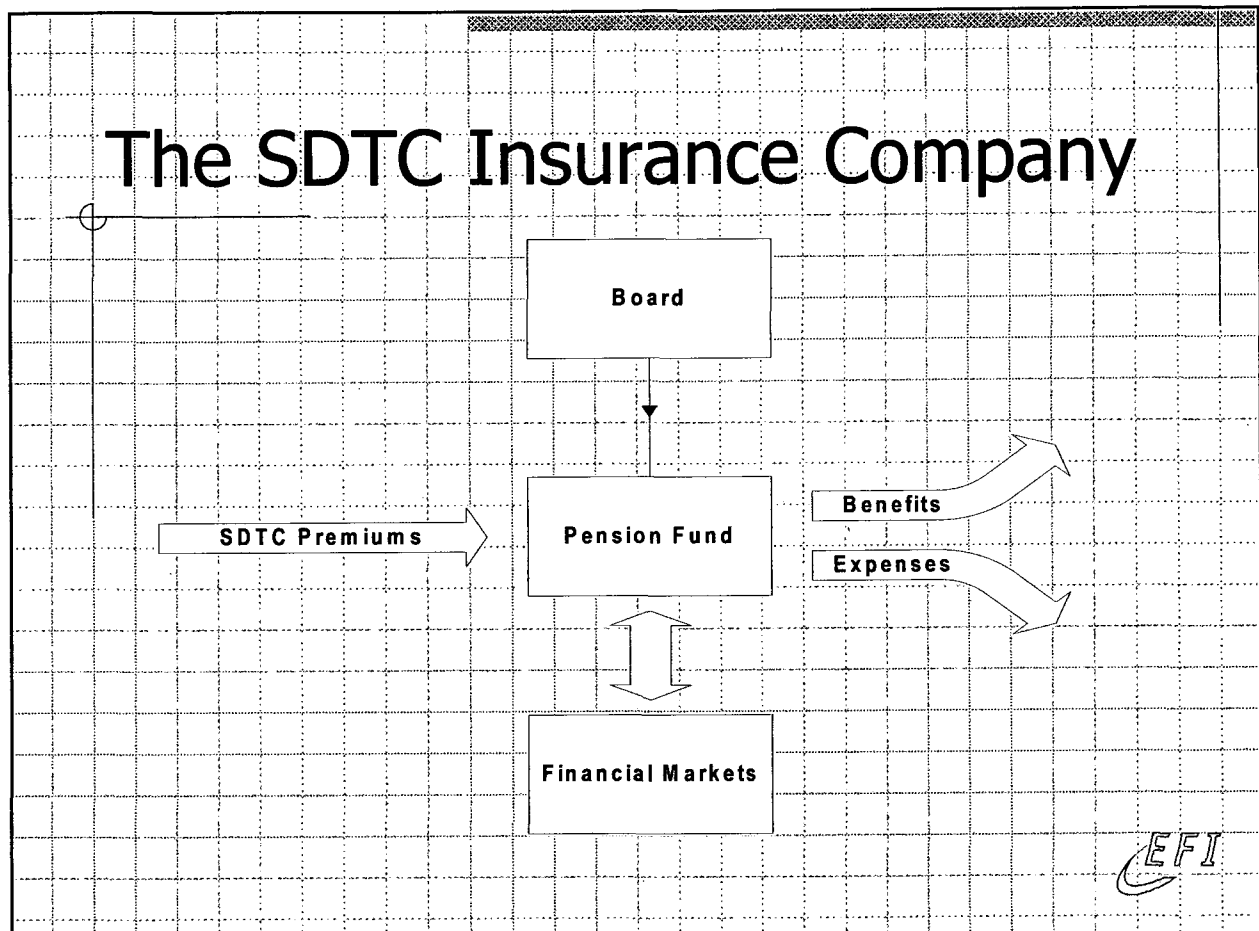 The SDTC Insurance Company
Board
SDTC Premiums
Pension Fund
Benefits
Expenses
Financial Markets
EFI